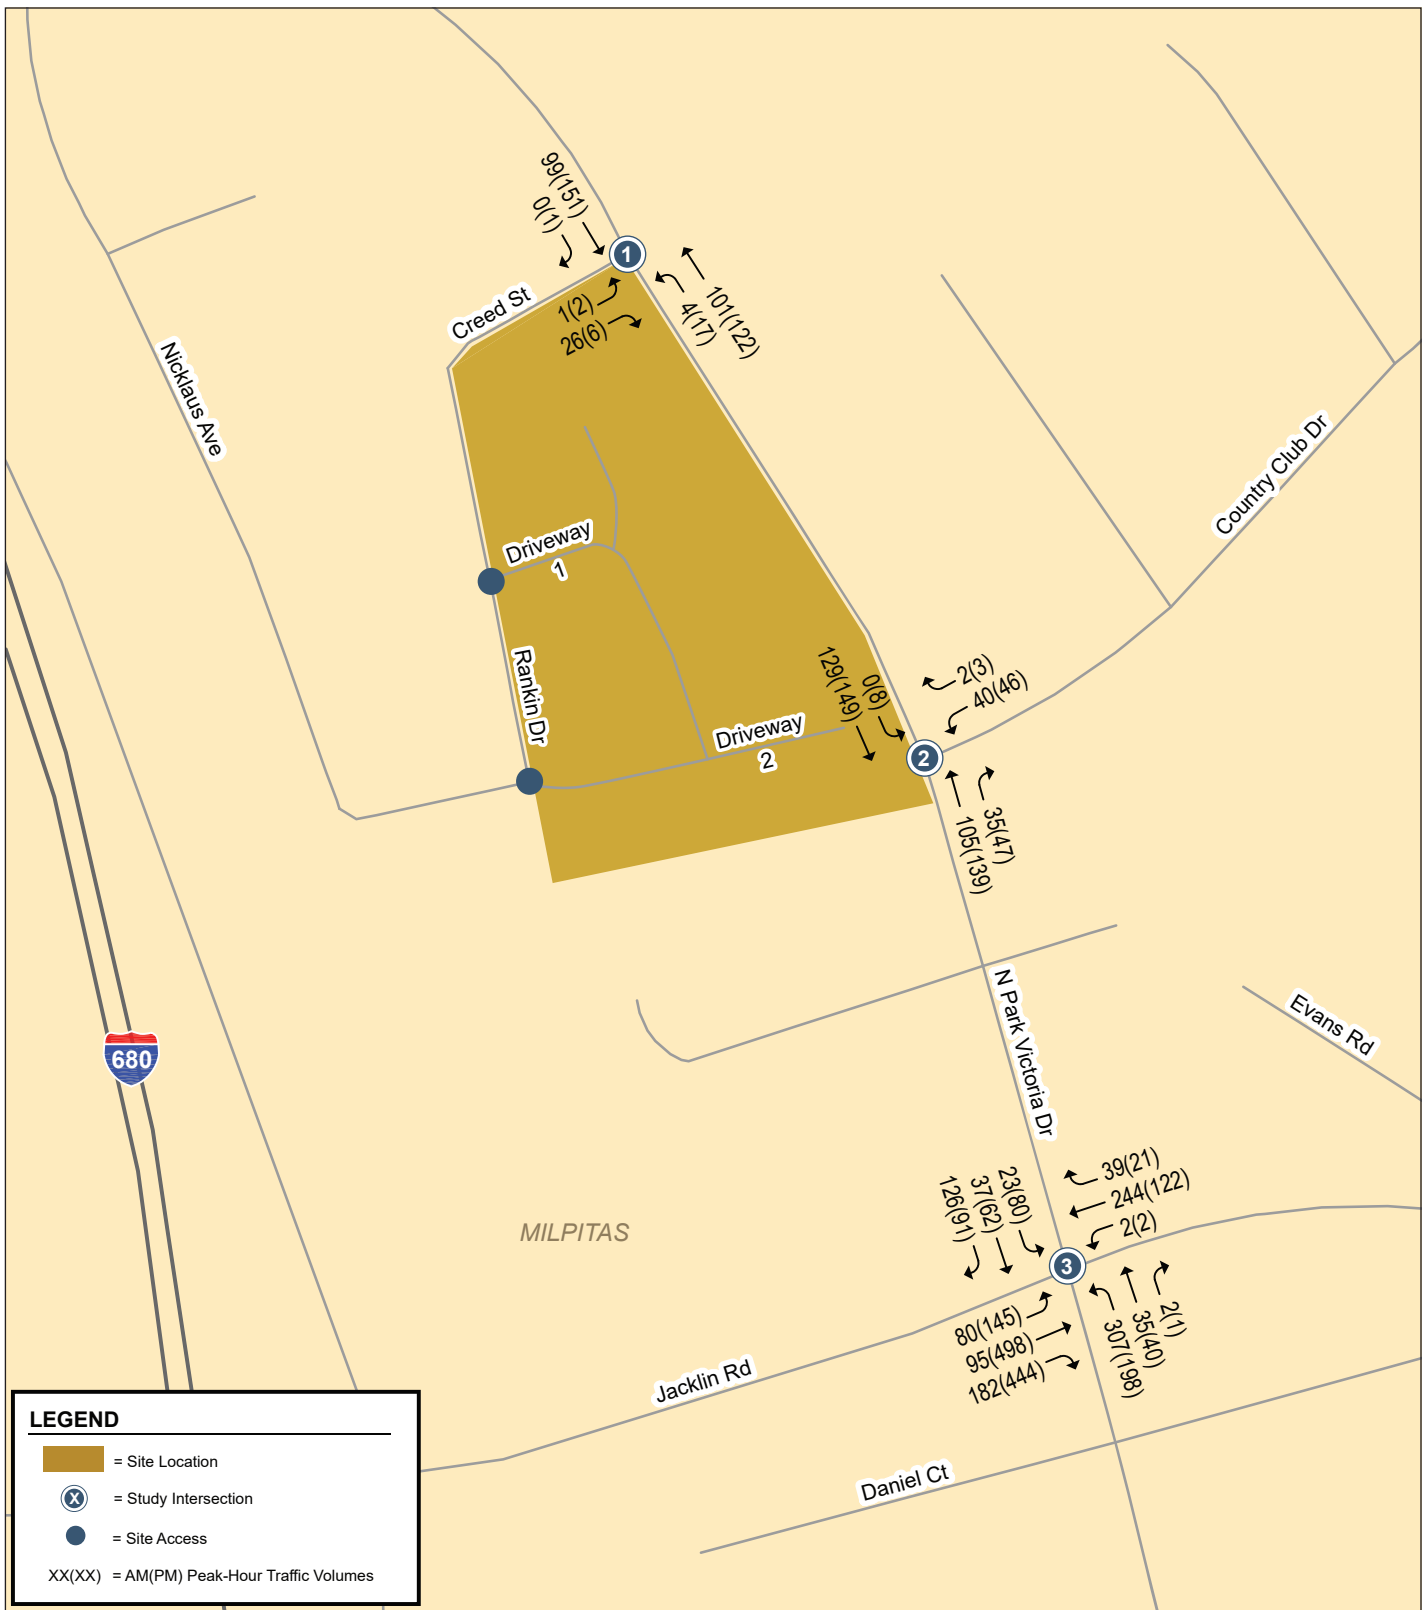 99(151)
0(1)
1
Creed St
1(2)
26(6)
101(122)
4(17)
Nicklaus Ave
Country Club Dr
Driveway
1
Rankin Dr
129(149)
0(8)
2(3)
40(46)
Driveway
2
2
35(47)
105(139)
N Park Victoria Dr
Evans Rd
680
MILPITAS
126(91)
37(62)
23(80)
39(21)
244(122)
2(2)
3
80(145)
95(498)
182(444)
307(198)
35(40)
2(1)
Jacklin Rd
Daniel Ct
LEGEND
= Site Location
X = Study Intersection
= Site Access
XX(XX) = AM(PM) Peak-Hour Traffic Volumes